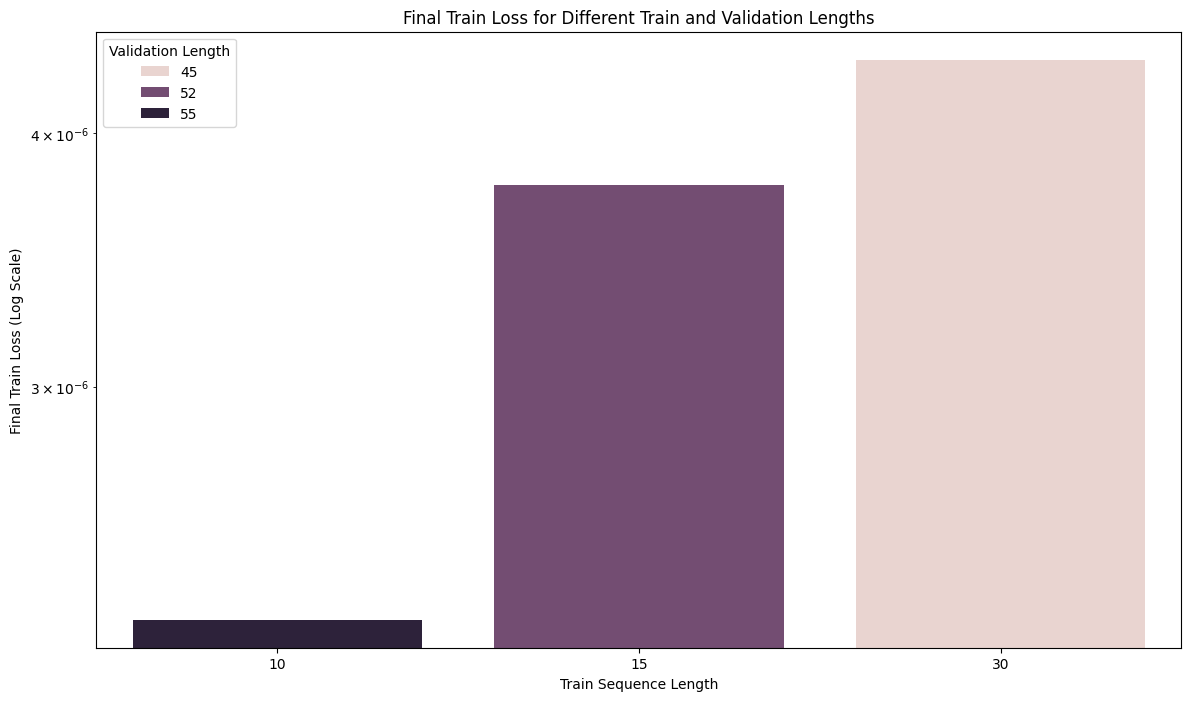 Final Train Loss for Different Train and Validation Lengths
Validation Length
45
52
55
4 × 10⁻⁶
3 × 10⁻⁶
Final Train Loss (Log Scale)
10 15 30
Train Sequence Length